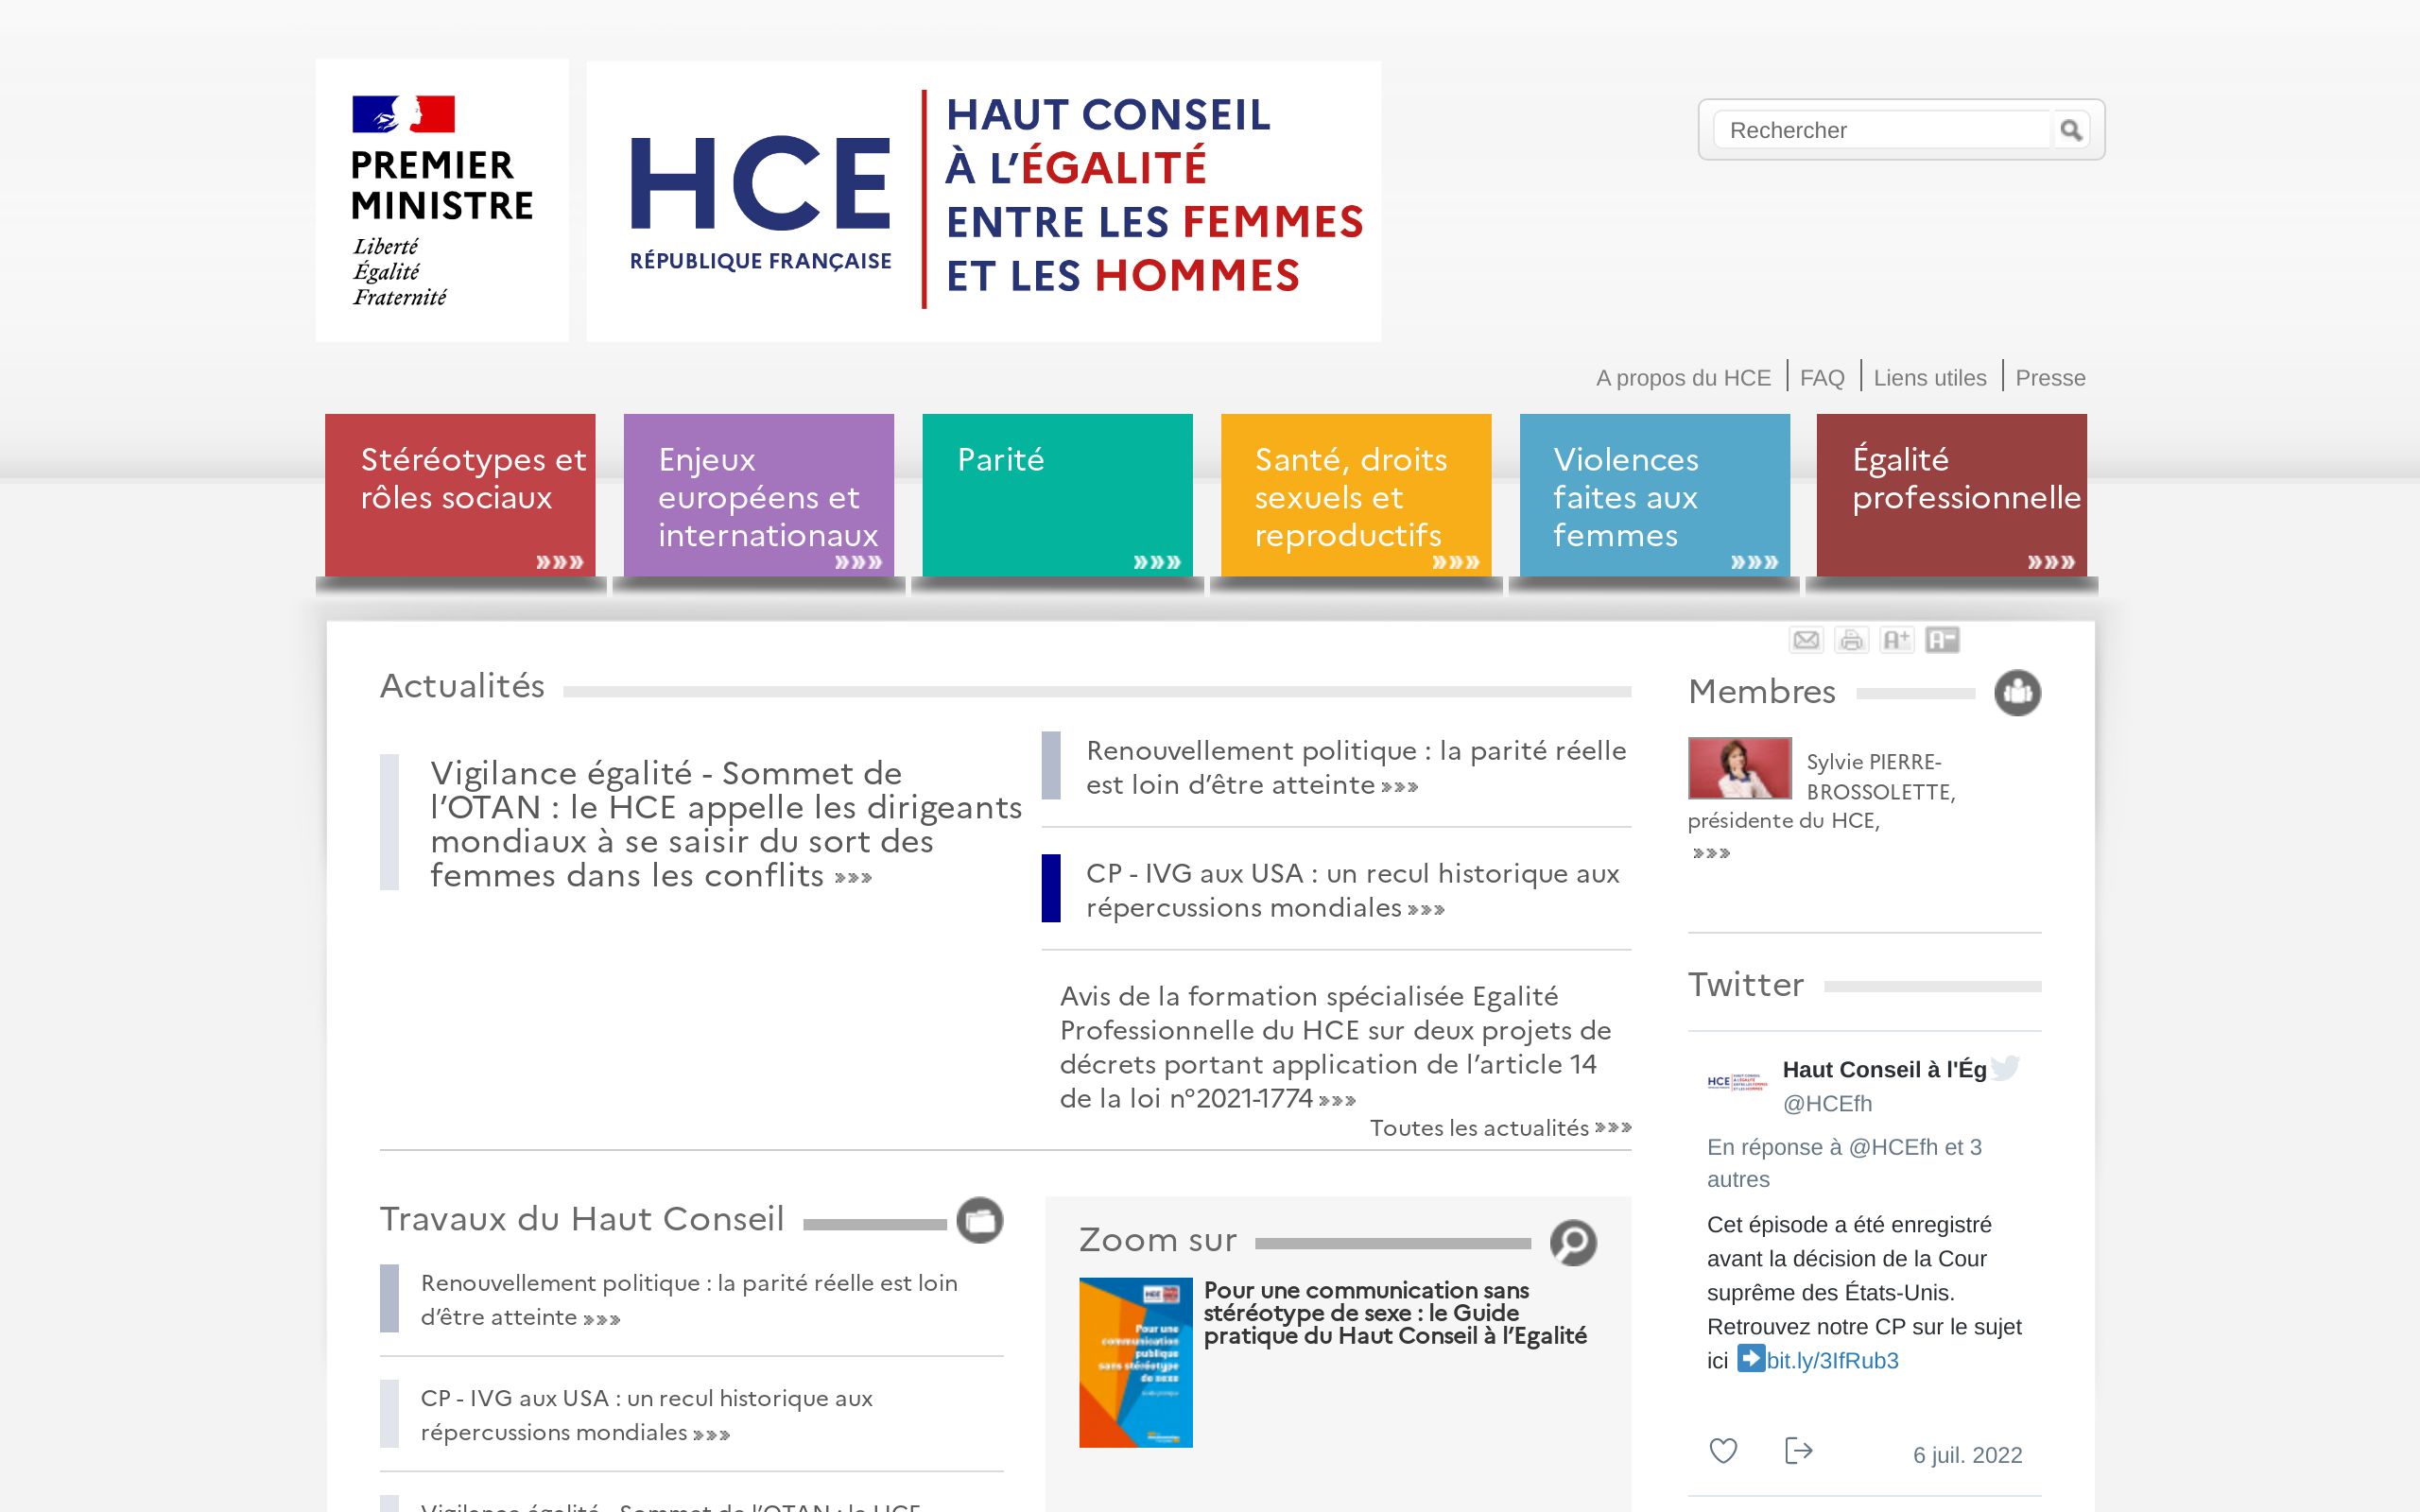 PREMIER
MINISTRE
Liberté
Égalité
Fraternité
HCE
RÉPUBLIQUE FRANÇAISE
HAUT CONSEIL
À L’ÉGALITÉ
ENTRE LES FEMMES
ET LES HOMMES
Rechercher
A propos du HCE
FAQ
Liens utiles
Presse
Stéréotypes et
rôles sociaux
Enjeux
européens et
internationaux
Parité
Santé, droits
sexuels et
reproductifs
Violences
faites aux
femmes
Égalité
professionnelle
A+
A-
Actualités
Vigilance égalité - Sommet de
l’OTAN : le HCE appelle les dirigeants
mondiaux à se saisir du sort des
femmes dans les conflits
Renouvellement politique : la parité réelle
est loin d’être atteinte
CP - IVG aux USA : un recul historique aux
répercussions mondiales
Avis de la formation spécialisée Egalité
Professionnelle du HCE sur deux projets de
décrets portant application de l’article 14
de la loi n°2021-1774
Toutes les actualités
Membres
Sylvie PIERRE-
BROSSOLETTE,
présidente du HCE,
Twitter
Haut Conseil à l'Ég
@HCEfh
En réponse à @HCEfh et 3
autres
Cet épisode a été enregistré
avant la décision de la Cour
suprême des États-Unis.
Retrouvez notre CP sur le sujet
ici bit.ly/3IfRub3
6 juil. 2022
Travaux du Haut Conseil
Renouvellement politique : la parité réelle est loin
d’être atteinte
CP - IVG aux USA : un recul historique aux
répercussions mondiales
Vigilance égalité - Sommet de l’OTAN : le HCE
Zoom sur
Pour une
communication
publique
sans stéréotype
de sexe
Pour une communication sans
stéréotype de sexe : le Guide
pratique du Haut Conseil à l’Egalité